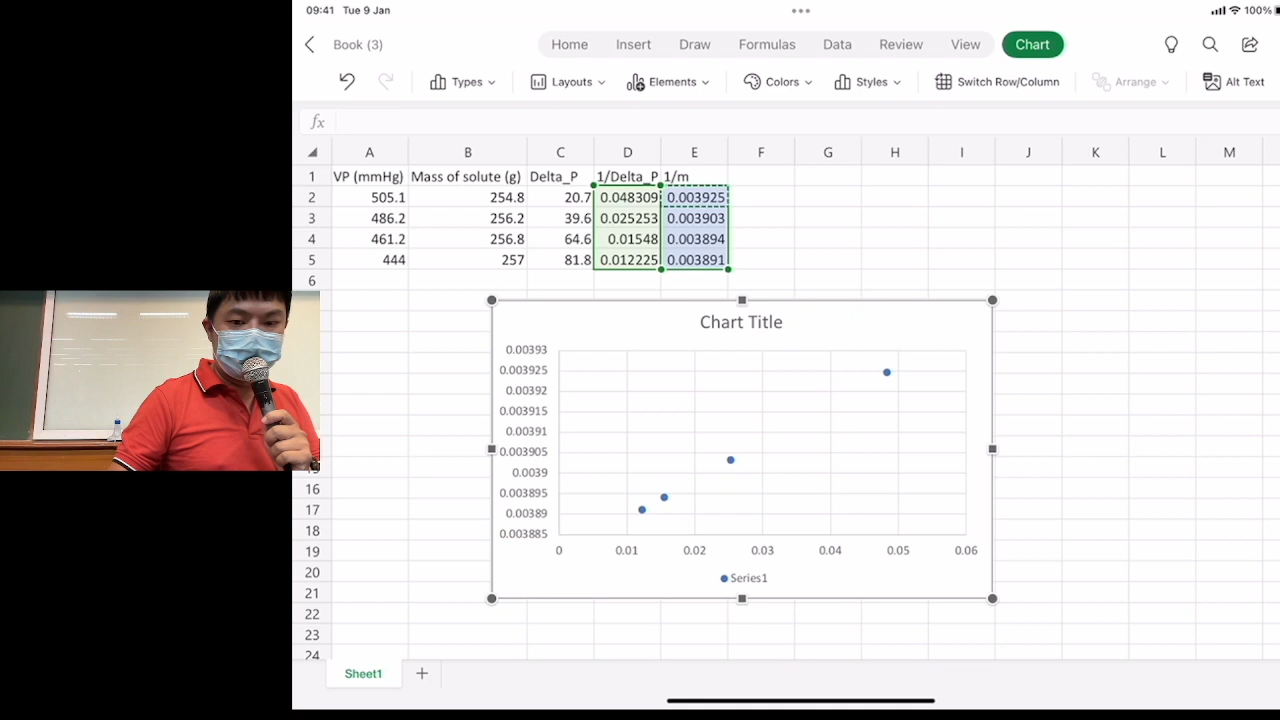 09:41 Tue 9 Jan 100%
Book (3) Home Insert Draw Formulas Data Review View Chart
Types Layouts Elements Colors Styles Switch Row/Column Arrange Alt Text
fx
A B C D E F G H I J K L M
1 VP (mmHg) Mass of solute (g) Delta_P 1/Delta_P 1/m
2 505.1 254.8 20.7 0.048309 0.003925
3 486.2 256.2 39.6 0.025253 0.003903
4 461.2 256.8 64.6 0.01548 0.003894
5 444 257 81.8 0.012225 0.003891
6
Chart Title
0.00393
0.003925
0.00392
0.003915
0.00391
0.003905
0.0039
0.003895
0.00389
0.003885
0 0.01 0.02 0.03 0.04 0.05 0.06
Series1
16
17
18
19
20
21
22
23
24
Sheet1 +